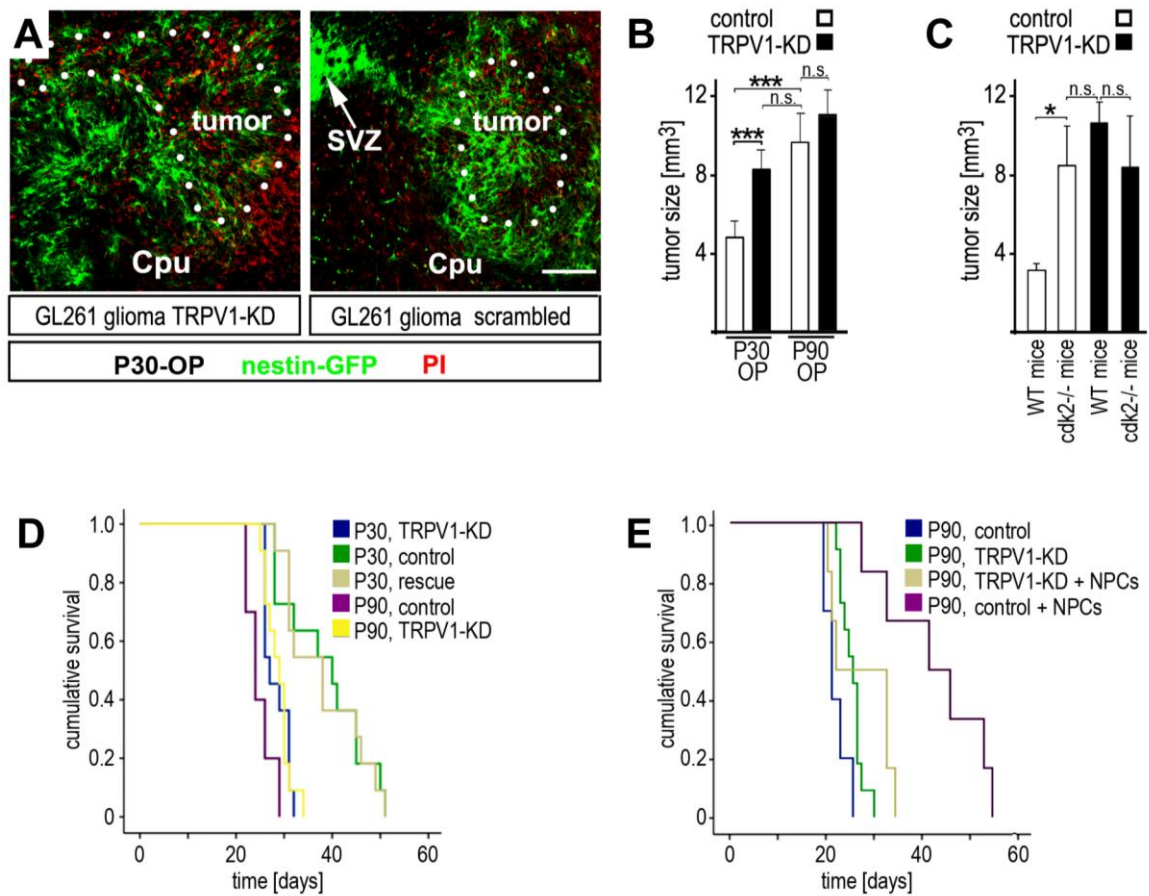 A
tumor
Cpu
SVZ
tumor
Cpu
GL261 glioma TRPV1-KD
GL261 glioma scrambled
P30-OP nestin-GFP PI
B
control
TRPV1-KD
tumor size [mm3]
12
8
4
***
***
n.s.
n.s.
P30
OP
P90
OP
C
control
TRPV1-KD
tumor size [mm3]
12
8
4
*
n.s.
n.s.
WT mice
cdk2-/- mice
WT mice
cdk2-/- mice
D
cumulative survival
1.0
0.8
0.6
0.4
0.2
0
0 20 40 60
time [days]
P30, TRPV1-KD
P30, control
P30, rescue
P90, control
P90, TRPV1-KD
E
cumulative survival
1.0
0.8
0.6
0.4
0.2
0
0 20 40 60
time [days]
P90, control
P90, TRPV1-KD
P90, TRPV1-KD + NPCs
P90, control + NPCs